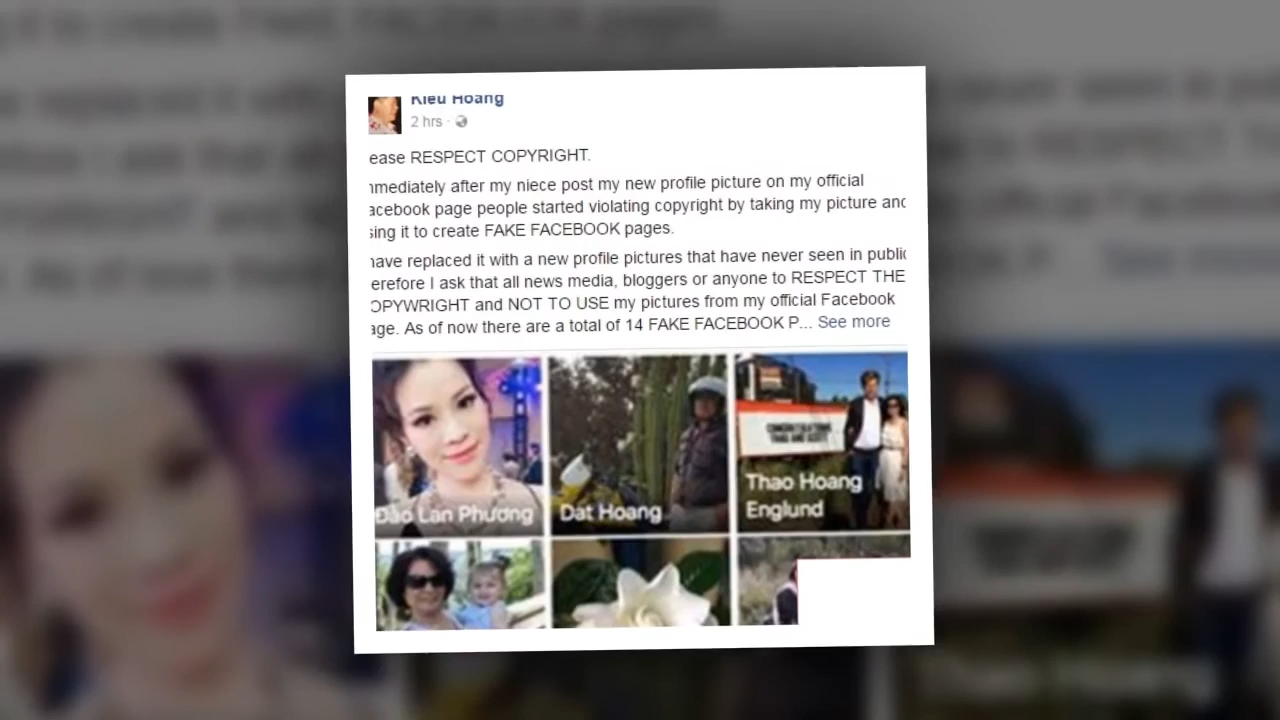 Kieu Hoang
2 hrs ·
ease RESPECT COPYRIGHT.
mmediately after my niece post my new profile picture on my official
acebook page people started violating copyright by taking my picture and
sing it to create FAKE FACEBOOK pages.
have replaced it with a new profile pictures that have never seen in public
erefore I ask that all news media, bloggers or anyone to RESPECT THE
OPYWRIGHT and NOT TO USE my pictures from my official Facebook
age. As of now there are a total of 14 FAKE FACEBOOK P... See more
Đào Lan Phương
Dat Hoang
Thao Hoang
Englund